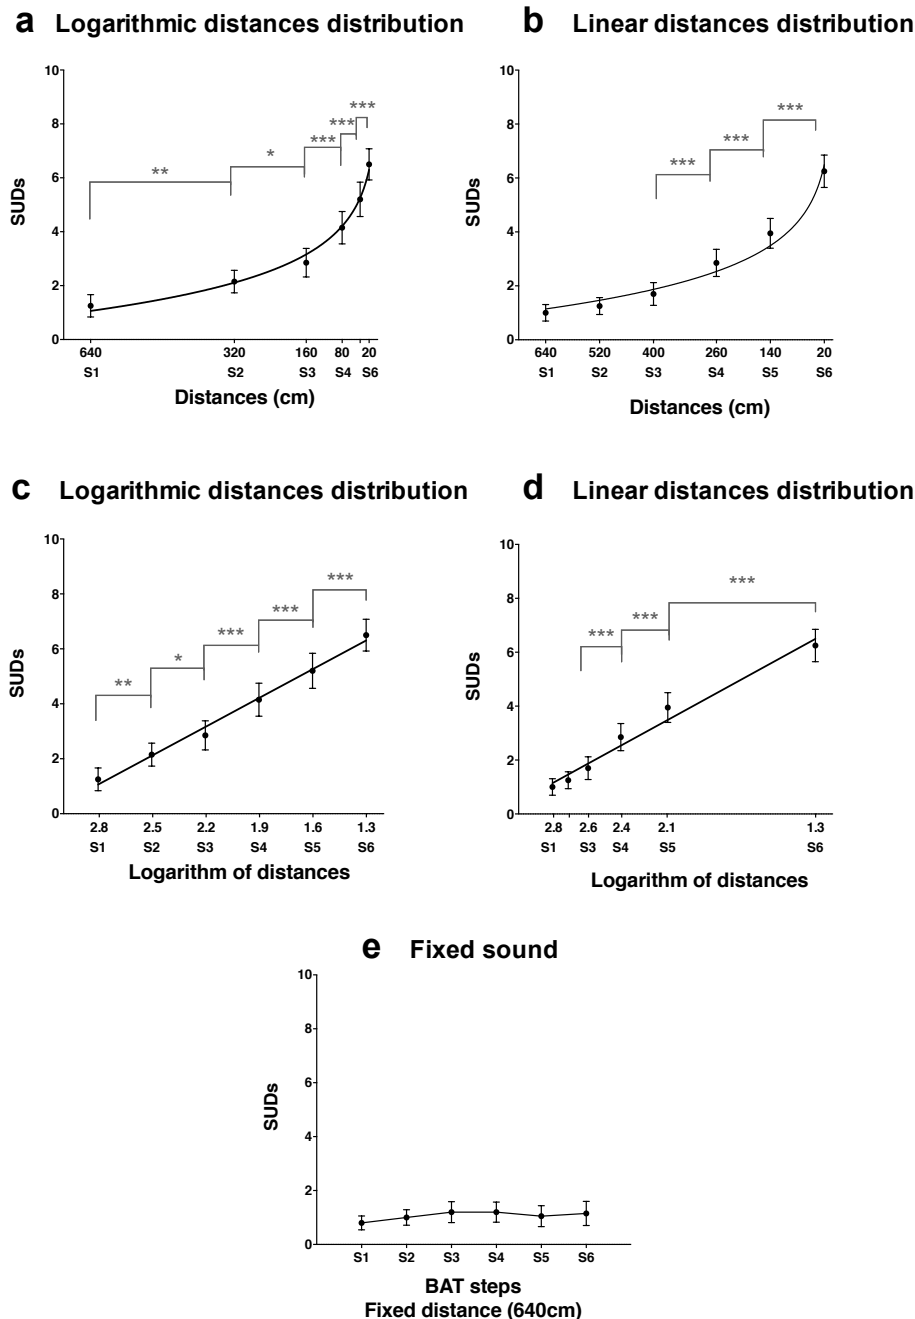 a Logarithmic distances distribution
10
8
6
4
2
0
SUDs
**
*
***
***
***
640 320 160 80 20
S1 S2 S3 S4 S6
Distances (cm)
b Linear distances distribution
10
8
6
4
2
0
SUDs
***
***
***
640 520 400 260 140 20
S1 S2 S3 S4 S5 S6
Distances (cm)
c Logarithmic distances distribution
10
8
6
4
2
0
SUDs
**
*
***
***
***
2.8 2.5 2.2 1.9 1.6 1.3
S1 S2 S3 S4 S5 S6
Logarithm of distances
d Linear distances distribution
10
8
6
4
2
0
SUDs
***
***
***
2.8 2.6 2.4 2.1 1.3
S1 S3 S4 S5 S6
Logarithm of distances
e Fixed sound
10
8
6
4
2
0
SUDs
S1 S2 S3 S4 S5 S6
BAT steps
Fixed distance (640cm)